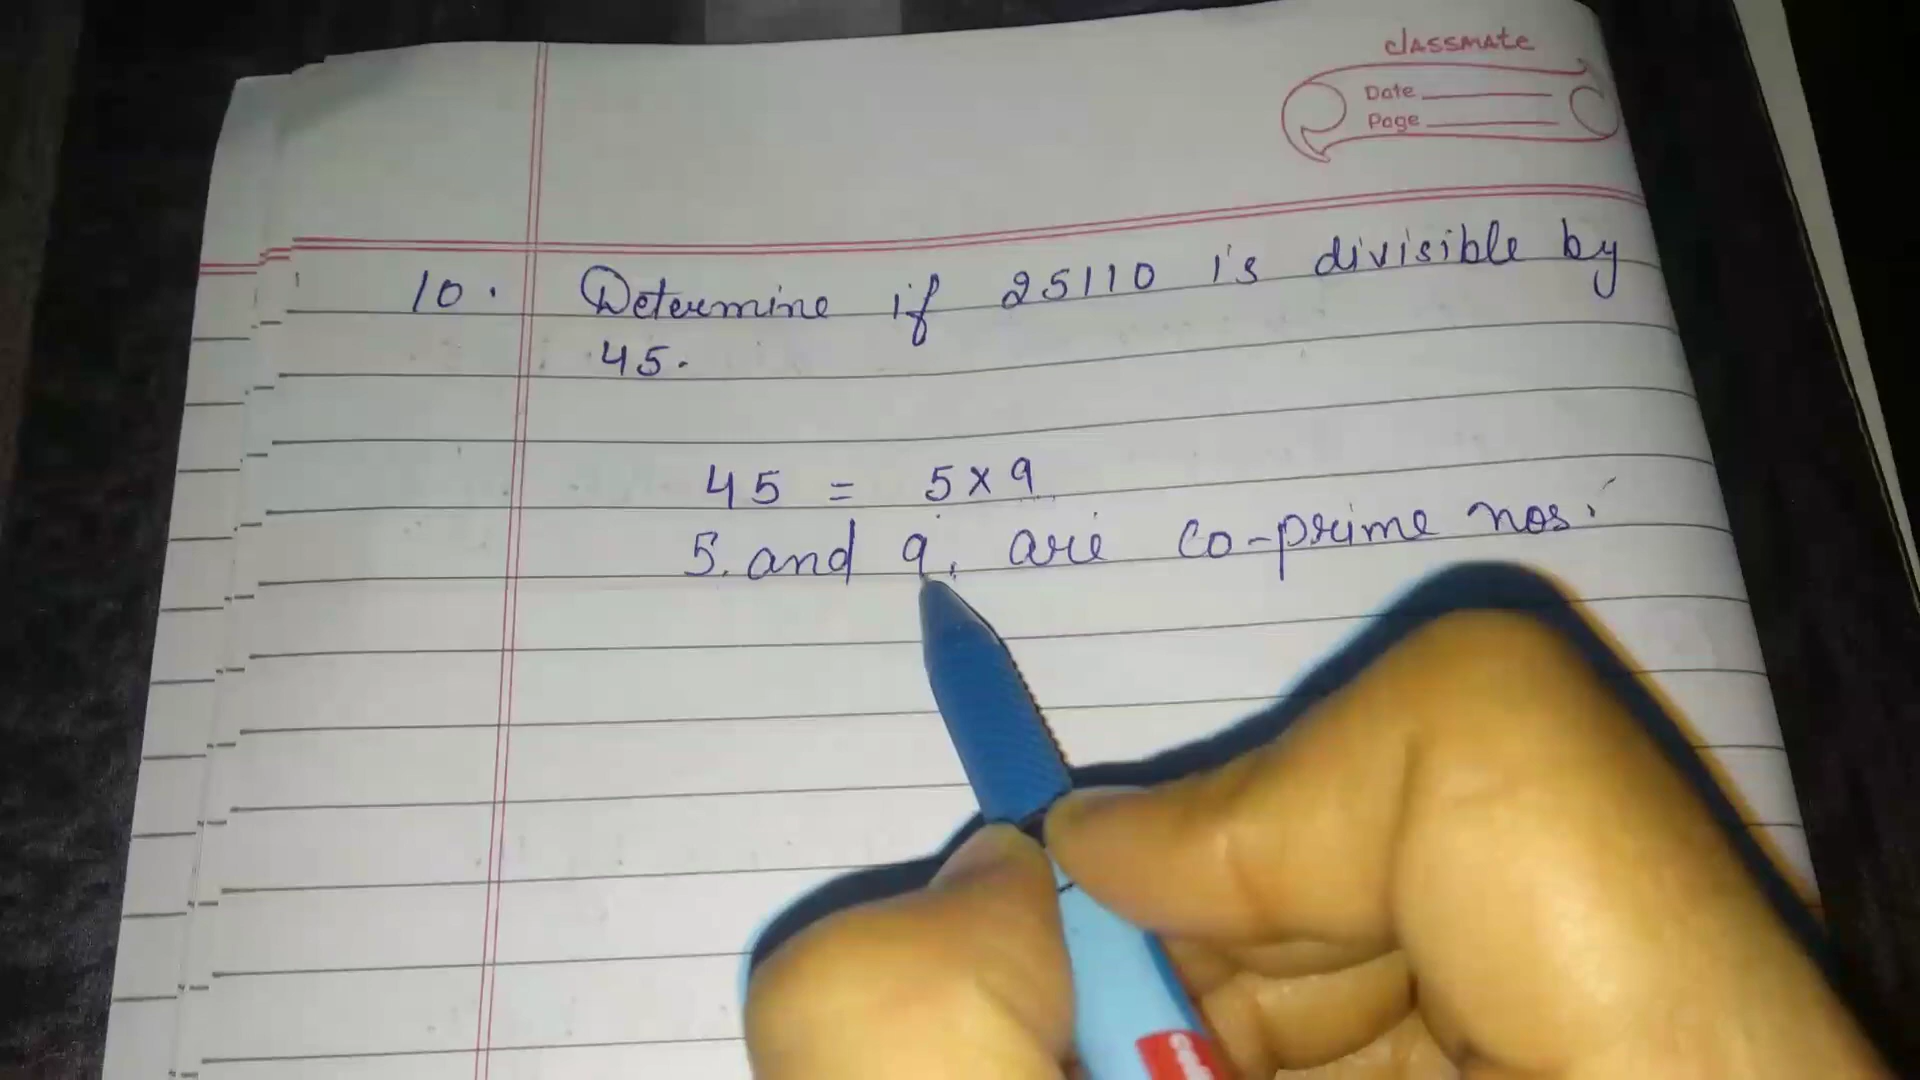 classmate
Date
Page
10. Determine if 25110 is divisible by
45.
45 = 5 × 9
5 and 9, are co-prime nos.